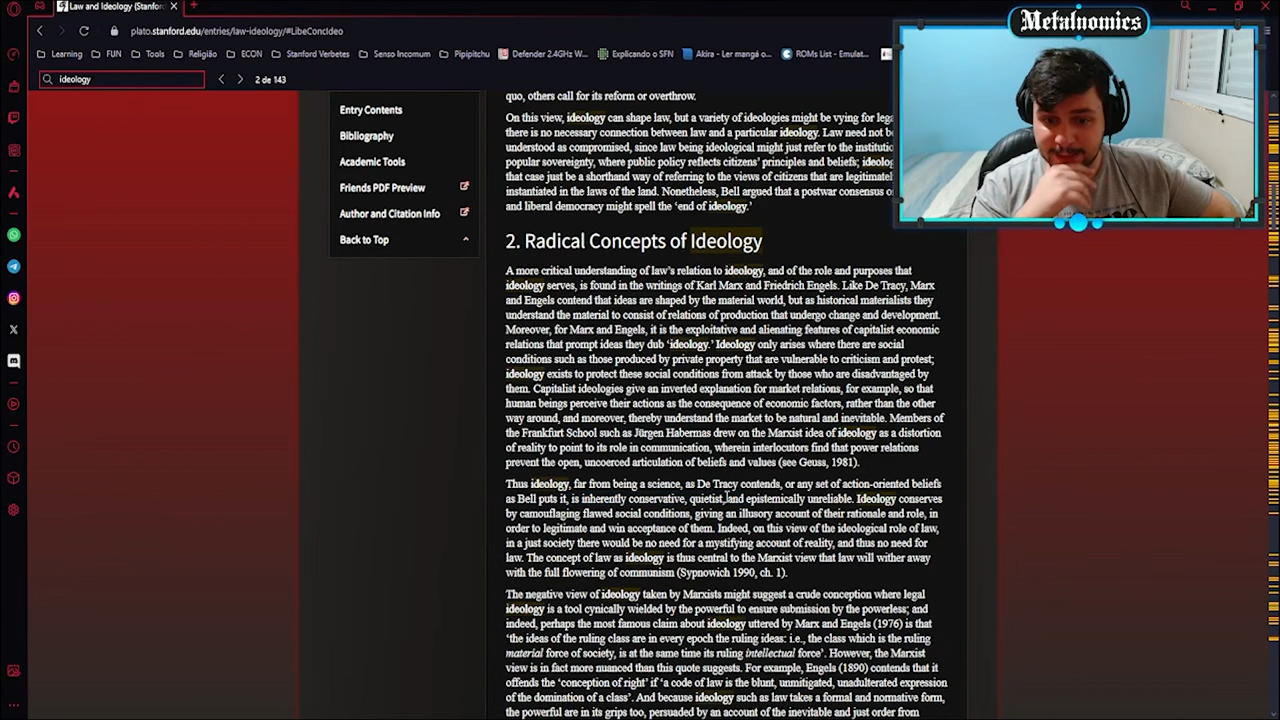 Law and Ideology (Stanfor
Metalnomics
plato.stanford.edu/entries/law-ideology/#LibeConcIdeo
Learning
FUN
Tools
Religião
ECON
Stanford Verbetes
Senso Incomum
Pipipitchu
Defender 2.4GHz W...
Explicando o SFN
Akira - Ler mangá o...
ROMs List - Emulat...
ideology
2 de 143
Entry Contents
Bibliography
Academic Tools
Friends PDF Preview
Author and Citation Info
Back to Top
quo, others call for its reform or overthrow.
On this view, ideology can shape law, but a variety of ideologies might be vying for lega
there is no necessary connection between law and a particular ideology. Law need not be
understood as compromised, since law being ideological might just refer to the institution
popular sovereignty, where public policy reflects citizens’ principles and beliefs; ideolo
that case just be a shorthand way of referring to the views of citizens that are legitimatel
instantiated in the laws of the land. Nonetheless, Bell argued that a postwar consensus o
and liberal democracy might spell the ‘end of ideology.’
2. Radical Concepts of Ideology
A more critical understanding of law’s relation to ideology, and of the role and purposes that
ideology serves, is found in the writings of Karl Marx and Friedrich Engels. Like De Tracy, Marx
and Engels contend that ideas are shaped by the material world, but as historical materialists they
understand the material to consist of relations of production that undergo change and development.
Moreover, for Marx and Engels, it is the exploitative and alienating features of capitalist economic
relations that prompt ideas they dub ‘ideology.’ Ideology only arises where there are social
conditions such as those produced by private property that are vulnerable to criticism and protest;
ideology exists to protect these social conditions from attack by those who are disadvantaged by
them. Capitalist ideologies give an inverted explanation for market relations, for example, so that
human beings perceive their actions as the consequence of economic factors, rather than the other
way around, and moreover, thereby understand the market to be natural and inevitable. Members of
the Frankfurt School such as Jürgen Habermas drew on the Marxist idea of ideology as a distortion
of reality to point to its role in communication, wherein interlocutors find that power relations
prevent the open, uncoerced articulation of beliefs and values (see Geuss, 1981).
Thus ideology, far from being a science, as De Tracy contends, or any set of action-oriented beliefs
as Bell puts it, is inherently conservative, quietist and epistemically unreliable. Ideology conserves
by camouflaging flawed social conditions, giving an illusory account of their rationale and role, in
order to legitimate and win acceptance of them. Indeed, on this view of the ideological role of law,
in a just society there would be no need for a mystifying account of reality, and thus no need for
law. The concept of law as ideology is thus central to the Marxist view that law will wither away
with the full flowering of communism (Sypnowich 1990, ch. 1).
The negative view of ideology taken by Marxists might suggest a crude conception where legal
ideology is a tool cynically wielded by the powerful to ensure submission by the powerless; and
indeed, perhaps the most famous claim about ideology uttered by Marx and Engels (1976) is that
‘the ideas of the ruling class are in every epoch the ruling ideas: i.e., the class which is the ruling
material force of society, is at the same time its ruling intellectual force’. However, the Marxist
view is in fact more nuanced than this quote suggests. For example, Engels (1890) contends that it
offends the ‘conception of right’ if ‘a code of law is the blunt, unmitigated, unadulterated expression
of the domination of a class’. And because ideology such as law takes a formal and normative form,
the powerful are in its grips too, persuaded by an account of the inevitable and just order from